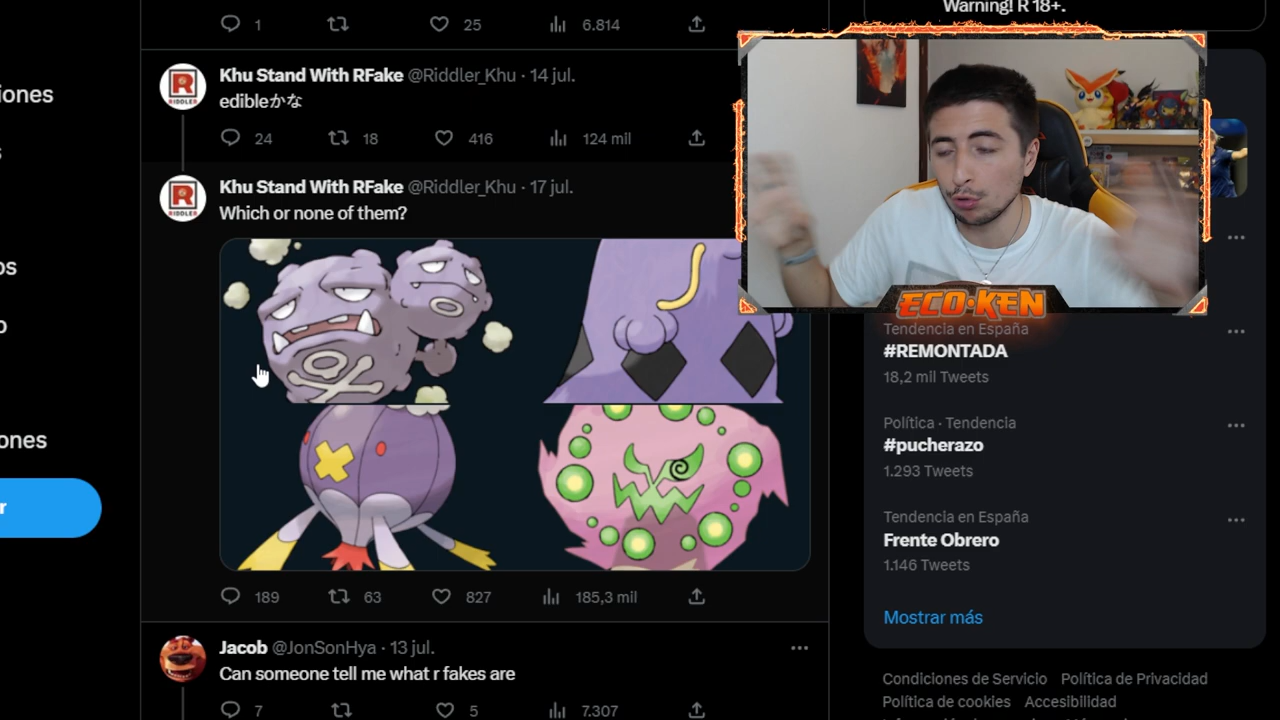 1 25 6.814
Warning! R 18+.
Khu Stand With RFake @Riddler_Khu · 14 jul.
edibleかな
24 18 416 124 mil
Khu Stand With RFake @Riddler_Khu · 17 jul.
Which or none of them?
189 63 827 185,3 mil
Jacob @JonSonHya · 13 jul.
Can someone tell me what r fakes are
7 5 7.307
iones
s
os
o
iones
r
RIDDLER
RIDDLER
ECO·KEN
Tendencia en España
#REMONTADA
18,2 mil Tweets
Política · Tendencia
#pucherazo
1.293 Tweets
Tendencia en España
Frente Obrero
1.146 Tweets
Mostrar más
Condiciones de Servicio Política de Privacidad
Política de cookies Accesibilidad